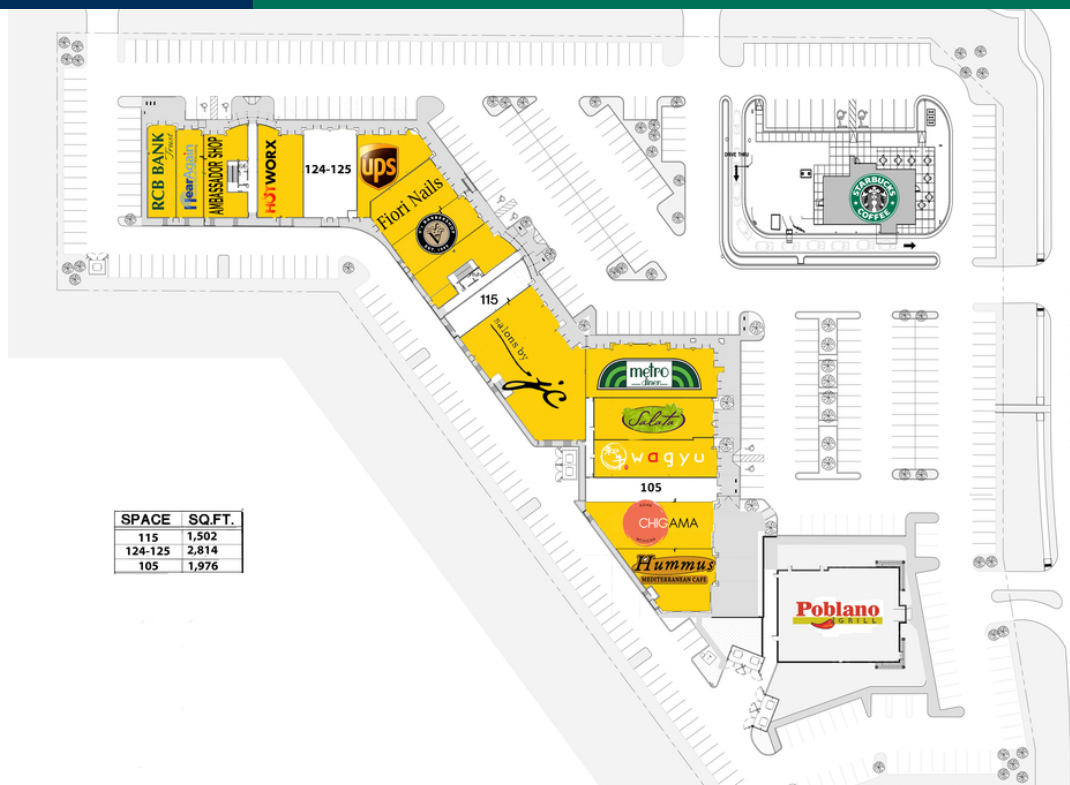 RCB BANK
Trust
HearAgain
AMBASSADOR SHOP
HOTWORX
124-125
ups
Fiori Nails
115
salons by
jc
metro
diner
Salata
wagyu
105
CHIGAMA
Hummus
MEDITERRANEAN CAFE
DRIVE THRU
STARBUCKS
COFFEE
Poblano
GRILL
SPACE SQ.FT.
115 1,502
124-125 2,814
105 1,976